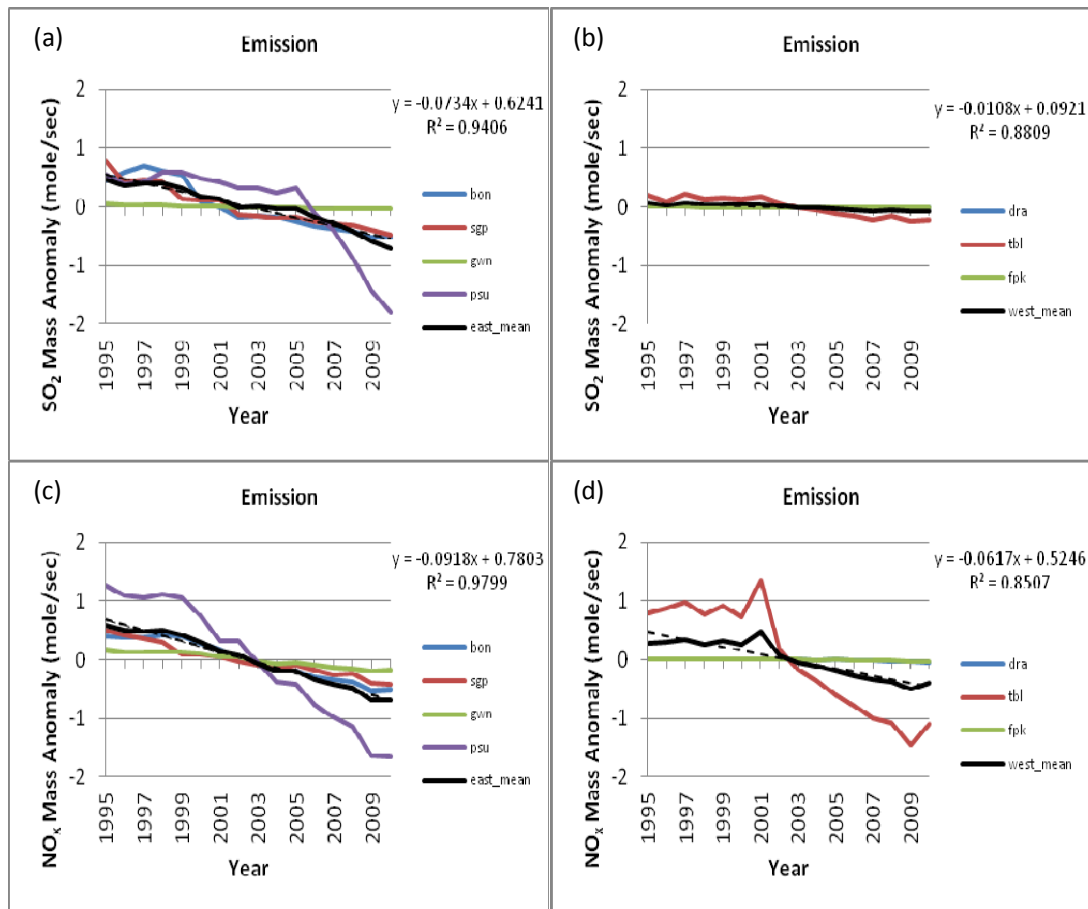 (a)
Emission
SO₂ Mass Anomaly (mole/sec)
2
1
0
-1
-2
y = -0.0734x + 0.6241
R² = 0.9406
bon
sgp
gwn
psu
east_mean
1995
1997
1999
2001
2003
2005
2007
2009
Year
(b)
Emission
SO₂ Mass Anomaly (mole/sec)
2
1
0
-1
-2
y = -0.0108x + 0.0921
R² = 0.8809
dra
tbl
fpk
west_mean
1995
1997
1999
2001
2003
2005
2007
2009
Year
(c)
Emission
NOₓ Mass Anomaly (mole/sec)
2
1
0
-1
-2
y = -0.0918x + 0.7803
R² = 0.9799
bon
sgp
gwn
psu
east_mean
1995
1997
1999
2001
2003
2005
2007
2009
Year
(d)
Emission
NOₓ Mass Anomaly (mole/sec)
2
1
0
-1
-2
y = -0.0617x + 0.5246
R² = 0.8507
dra
tbl
fpk
west_mean
1995
1997
1999
2001
2003
2005
2007
2009
Year